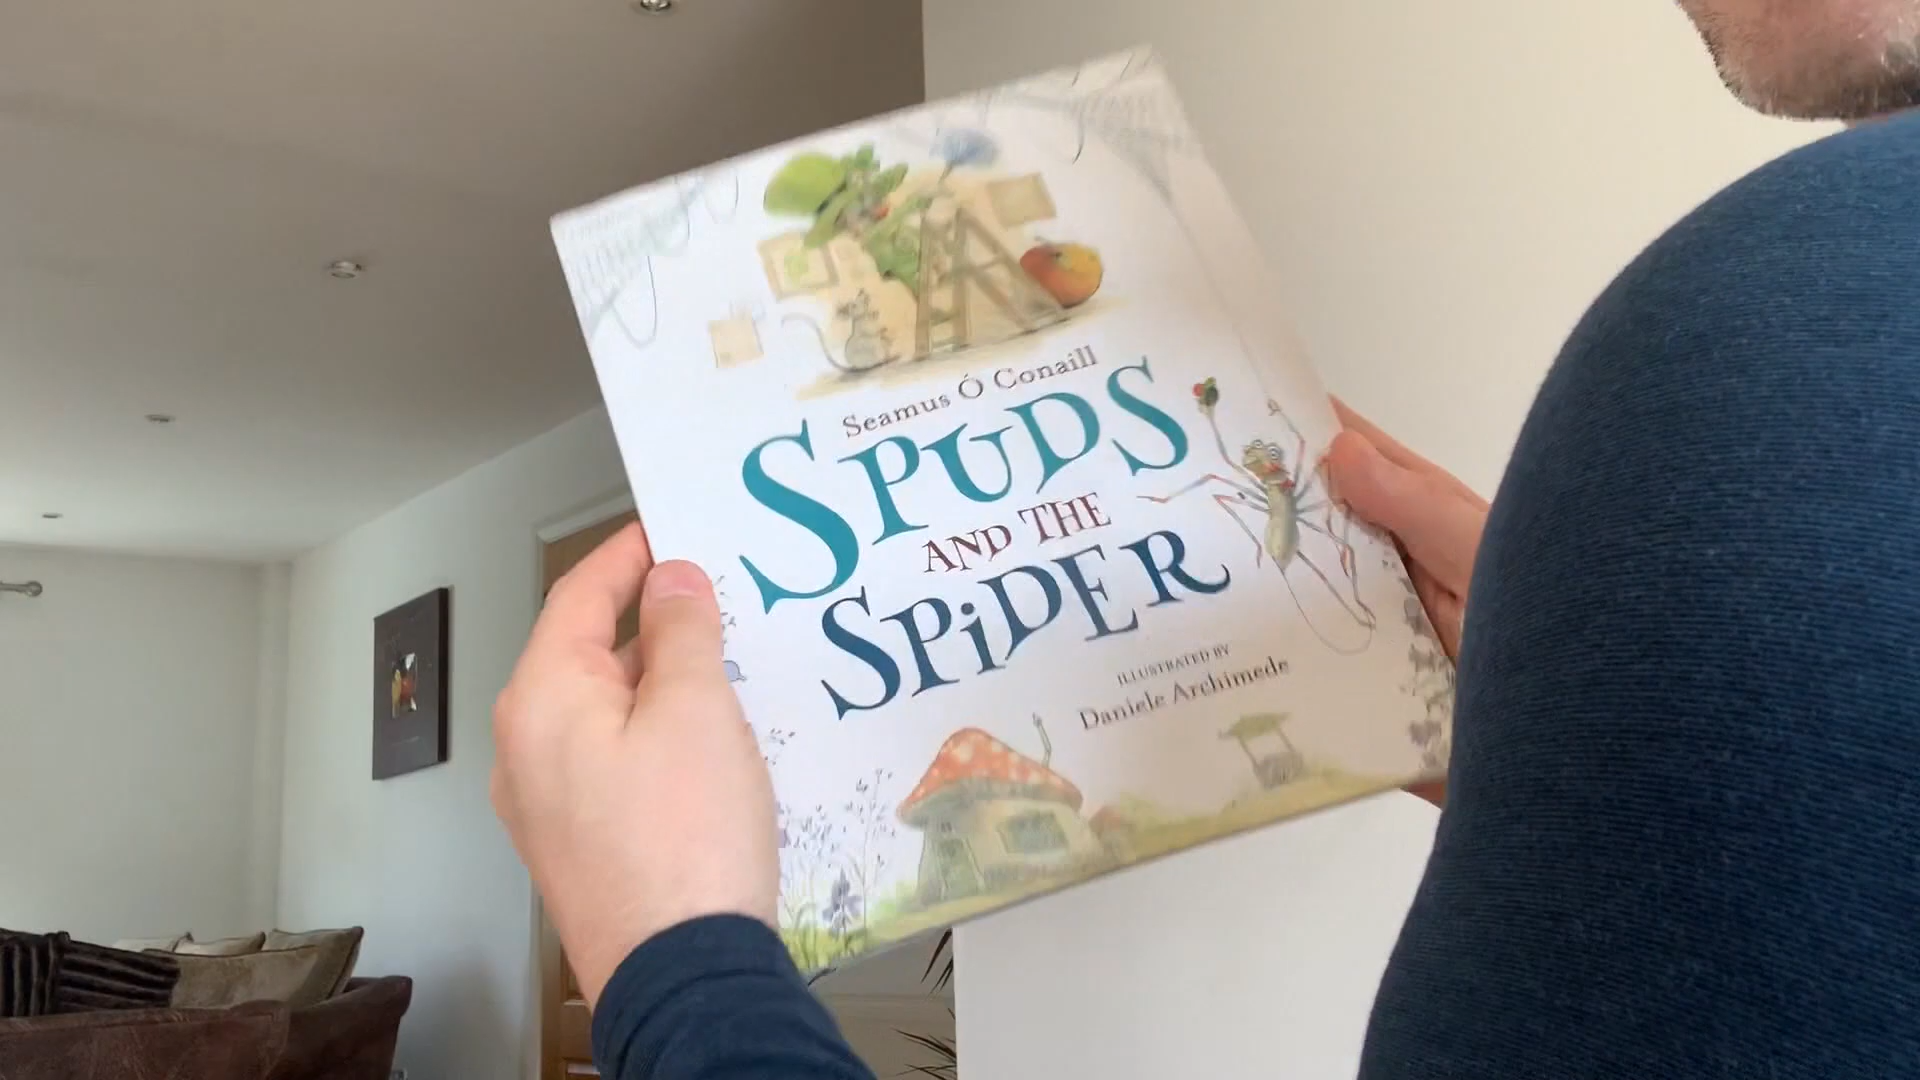 Seamus Ó Conaill
SPUDS
AND THE
SPiDER
ILLUSTRATED BY
Daniele Archimede